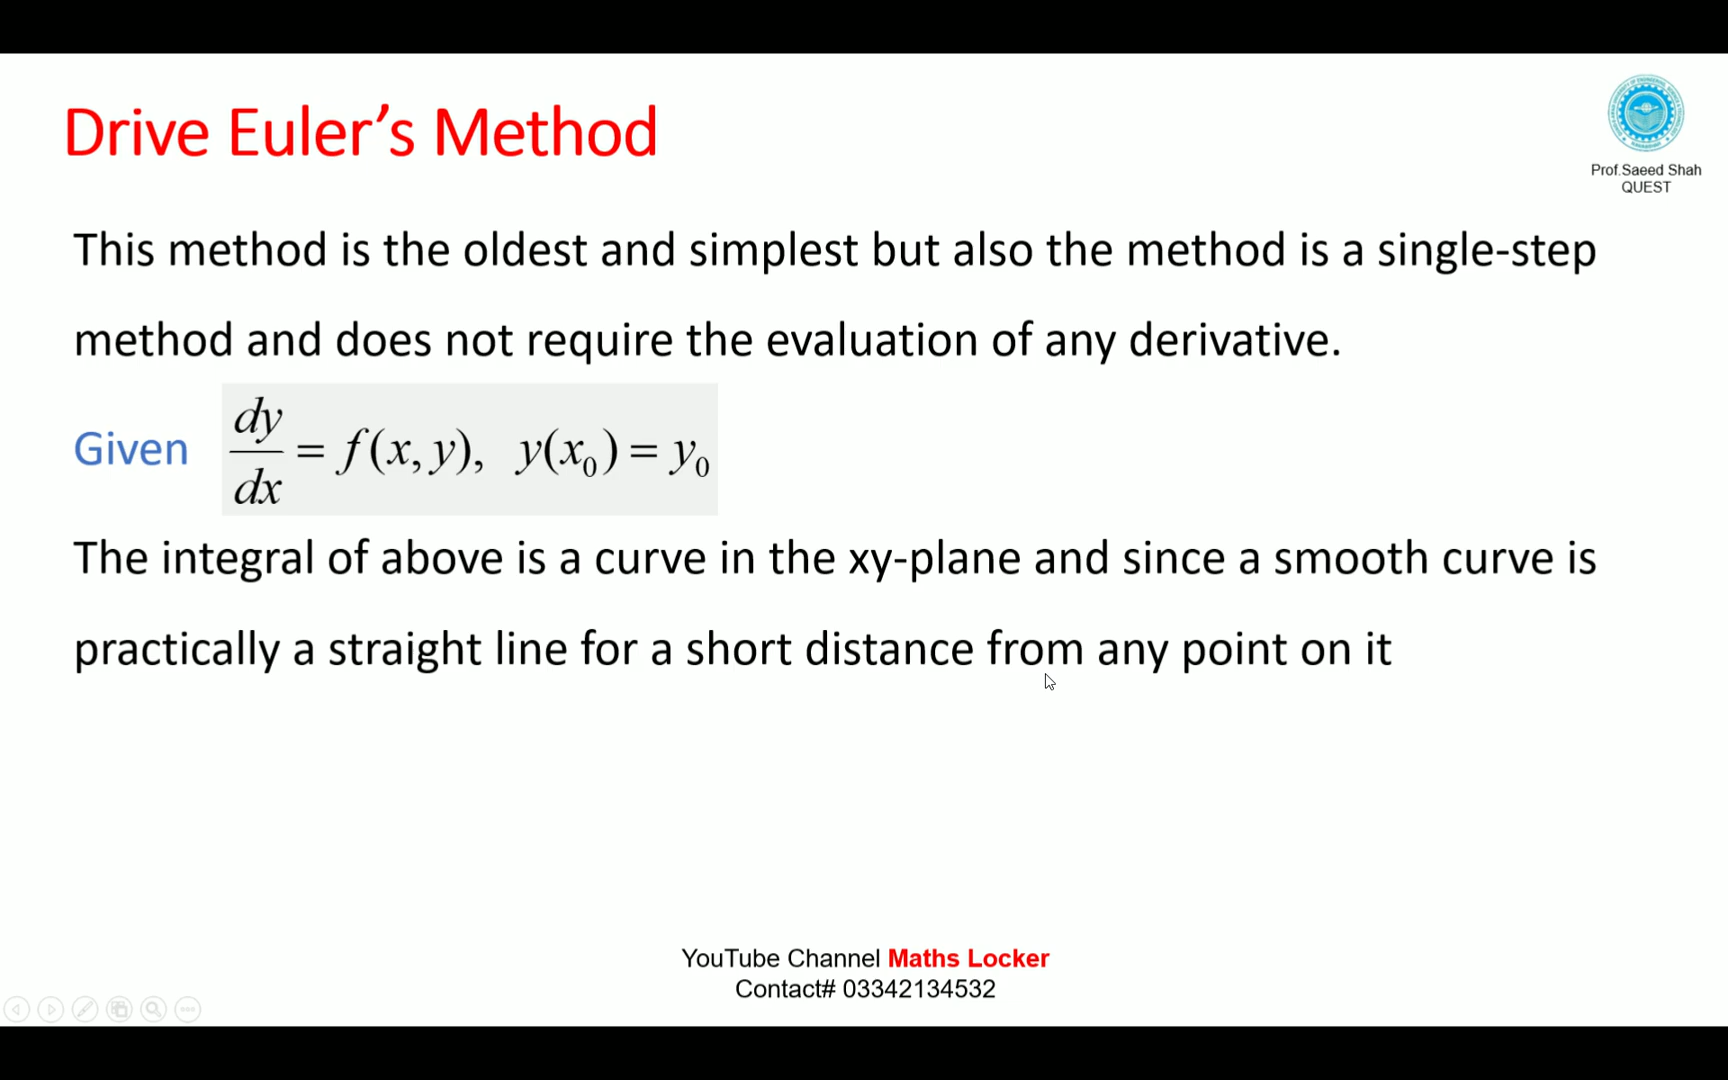 Drive Euler’s Method
Prof.Saeed Shah
QUEST
This method is the oldest and simplest but also the method is a single-step
method and does not require the evaluation of any derivative.
Given dy/dx = f(x, y), y(x₀) = y₀
The integral of above is a curve in the xy-plane and since a smooth curve is
practically a straight line for a short distance from any point on it
YouTube Channel Maths Locker
Contact# 03342134532